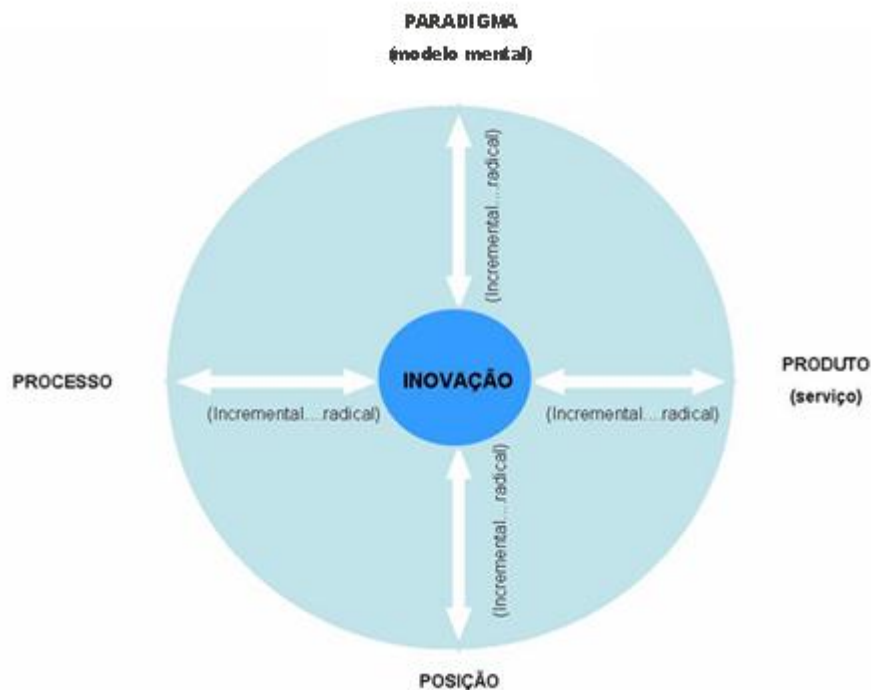 PARADIGMA
(modelo mental)
(Incremental....radical)
PROCESSO
INOVAÇÃO
PRODUTO
(serviço)
(Incremental....radical)
(Incremental....radical)
(Incremental....radical)
POSIÇÃO